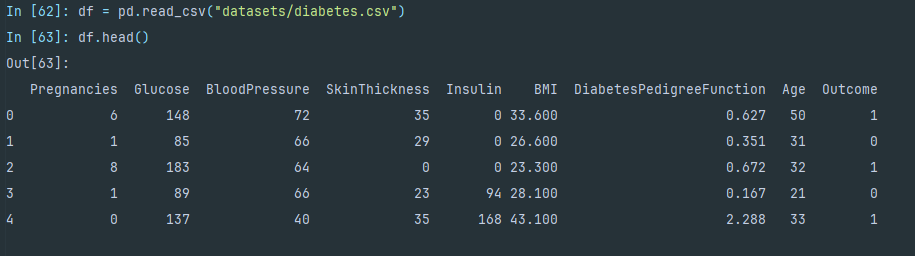 In [62]: df = pd.read_csv("datasets/diabetes.csv")
In [63]: df.head()
Out[63]:
Pregnancies Glucose BloodPressure SkinThickness Insulin BMI DiabetesPedigreeFunction Age Outcome
0 6 148 72 35 0 33.600 0.627 50 1
1 1 85 66 29 0 26.600 0.351 31 0
2 8 183 64 0 0 23.300 0.672 32 1
3 1 89 66 23 94 28.100 0.167 21 0
4 0 137 40 35 168 43.100 2.288 33 1